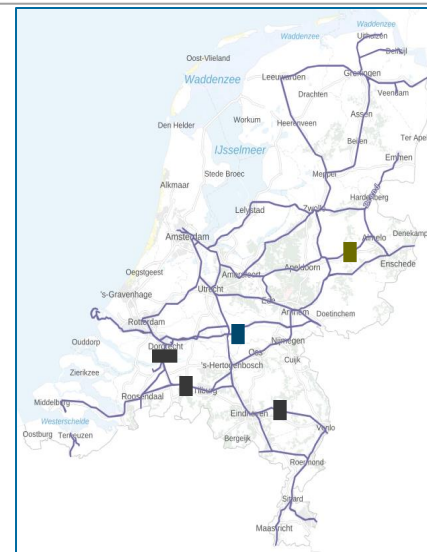 Waddenzee
Uithuizen
Waddenzee
Delfzijl
Oost-Vlieland
Waddenzee
Leeuwarden
Groningen
Drachten
Veendam
Den Helder
Workum
Heerenveen
Assen
IJsselmeer
Beilen
Ter Apel
Stede Broec
Meppel
Emmen
Alkmaar
Hardenberg
Lelystad
Zwolle
Amsterdam
Almelo
Denekamp
Oegstgeest
Amersfoort
Apeldoorn
Enschede
's-Gravenhage
Utrecht
Ede
Arnhem
Doetinchem
Rotterdam
Ouddorp
Dordrecht
Nijmegen
Oss
Cuijk
Zierikzee
's-Hertogenbosch
Middelburg
Roosendaal
Tilburg
Westerschelde
Eindhoven
Oostburg
Terneuzen
Bergeijk
Venlo
Roermond
Sittard
Maastricht